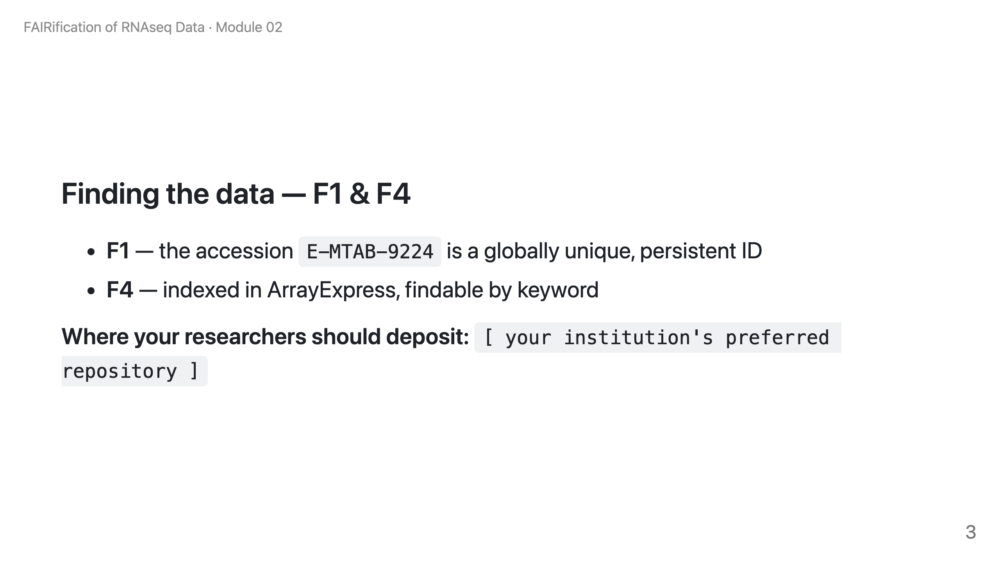 FAIRification of RNAseq Data · Module 02
Finding the data — F1 & F4
• F1 — the accession E-MTAB-9224 is a globally unique, persistent ID
• F4 — indexed in ArrayExpress, findable by keyword
Where your researchers should deposit: [ your institution's preferred
repository ]
3